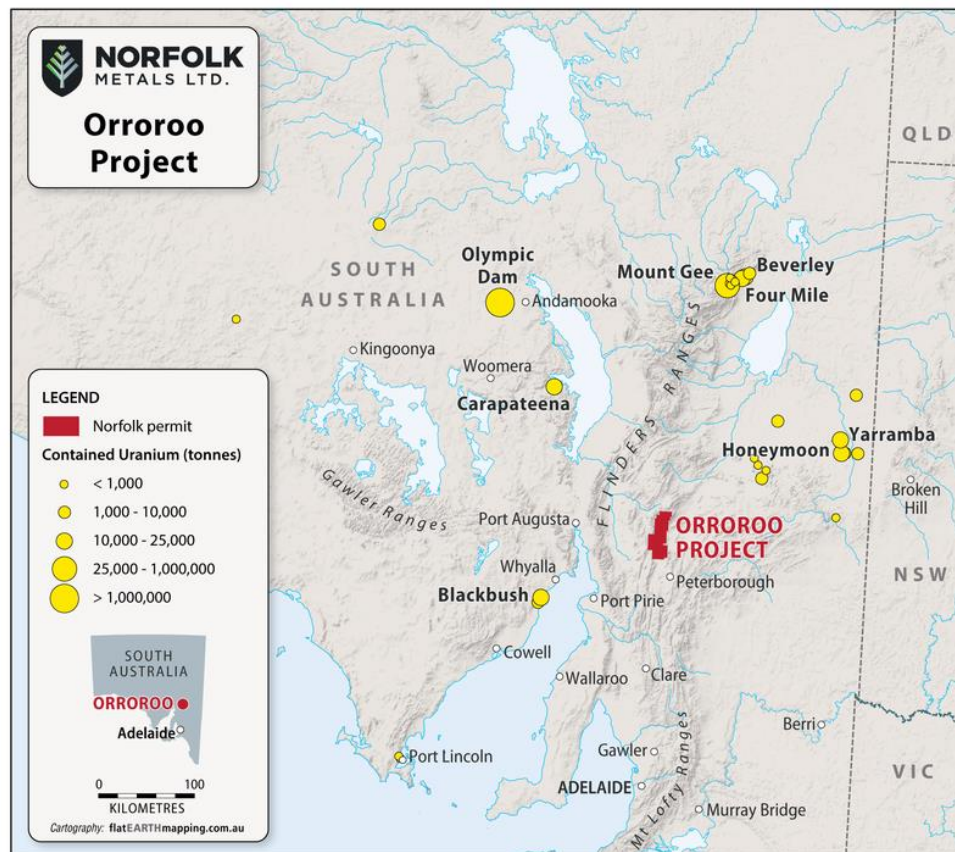 NORFOLK
METALS LTD.
Orroroo
Project
QLD
SOUTH
AUSTRALIA
Olympic
Dam
Andamooka
Mount Gee
Beverley
Four Mile
Kingoonya
Woomera
Carapateena
FLINDERS RANGES
Yarramba
Honeymoon
Broken
Hill
Gawler Ranges
Port Augusta
ORROROO
PROJECT
Peterborough
NSW
Whyalla
Blackbush
Port Pirie
Cowell
Wallaroo
Clare
Berri
Port Lincoln
Gawler
ADELAIDE
Mt Lofty Ranges
Murray Bridge
VIC
LEGEND
Norfolk permit
Contained Uranium (tonnes)
< 1,000
1,000 - 10,000
10,000 - 25,000
25,000 - 1,000,000
> 1,000,000
SOUTH
AUSTRALIA
ORROROO
Adelaide
0 100
KILOMETRES
Cartography: flatEARTHmapping.com.au